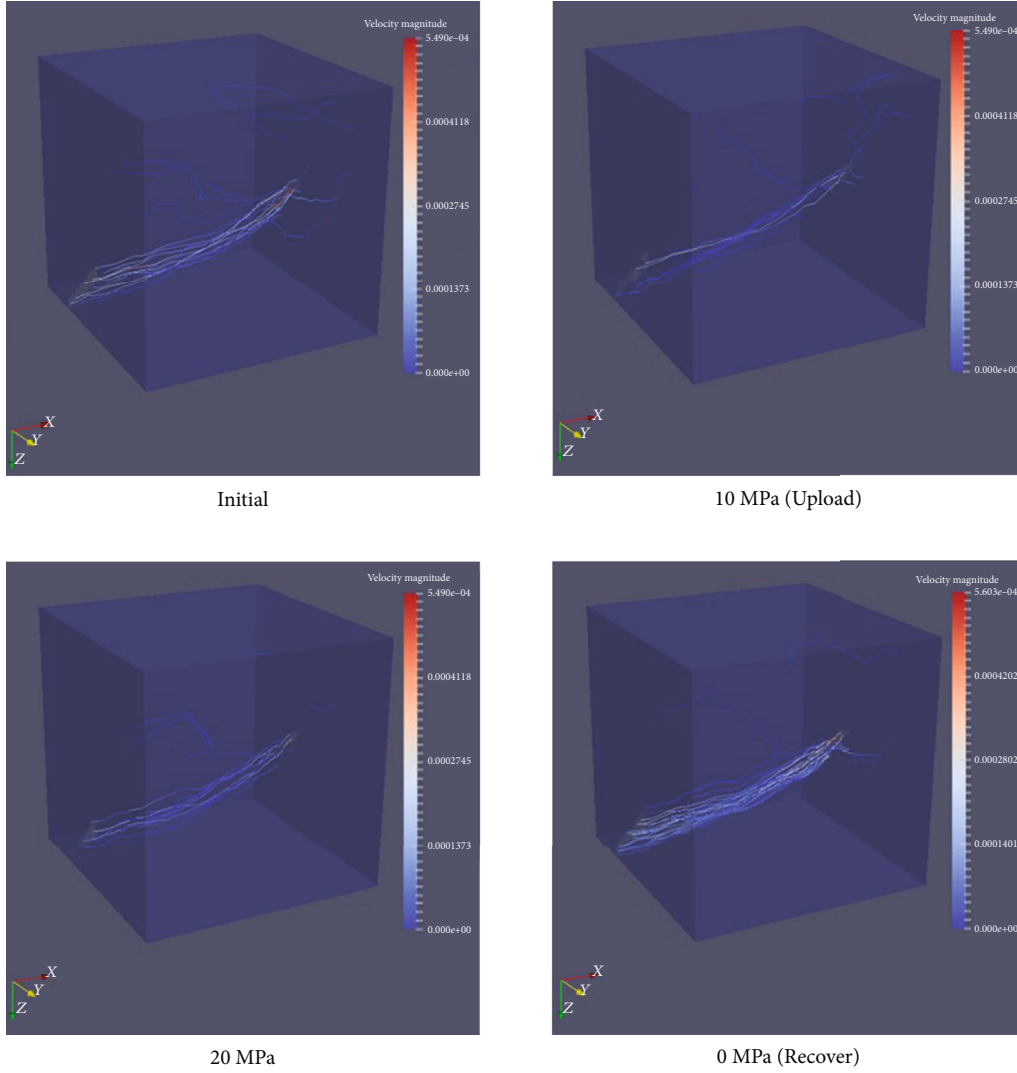 Velocity magnitude
5.490e−04
0.0004118
0.0002745
0.0001373
0.000e+00
X
Y
Z
Initial
Velocity magnitude
5.490e−04
0.0004118
0.0002745
0.0001373
0.000e+00
X
Y
Z
10 MPa (Upload)
Velocity magnitude
5.490e−04
0.0004118
0.0002745
0.0001373
0.000e+00
X
Y
Z
20 MPa
Velocity magnitude
5.603e−04
0.0004202
0.0002802
0.0001401
0.000e+00
X
Y
Z
0 MPa (Recover)